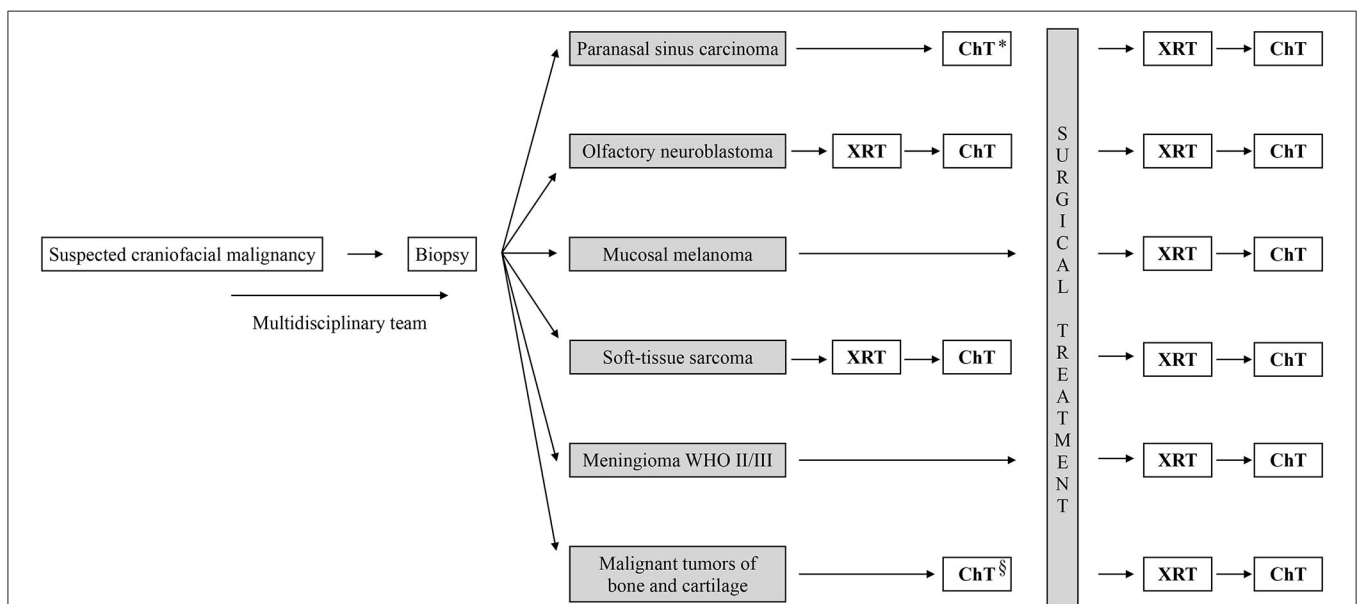 Paranasal sinus carcinoma
ChT*
XRT
ChT
Olfactory neuroblastoma
XRT
ChT
XRT
ChT
Suspected craniofacial malignancy
Biopsy
Multidisciplinary team
Mucosal melanoma
XRT
ChT
Soft-tissue sarcoma
XRT
ChT
XRT
ChT
Meningioma WHO II/III
XRT
ChT
Malignant tumors of
bone and cartilage
ChT§
XRT
ChT
SURGICAL TREATMENT